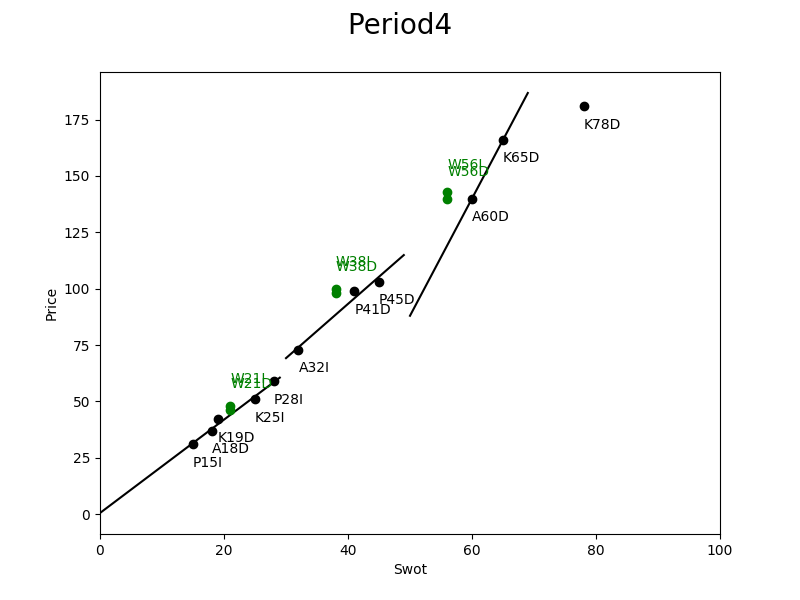 Period4
175
150
125
100
75
50
25
0
Price
K78D
W56I
W56D
K65D
A60D
W38I
W38D
P45D
P41D
A32I
W21I
W21D
P28I
K25I
K19D
A18D
P15I
0 20 40 60 80 100
Swot